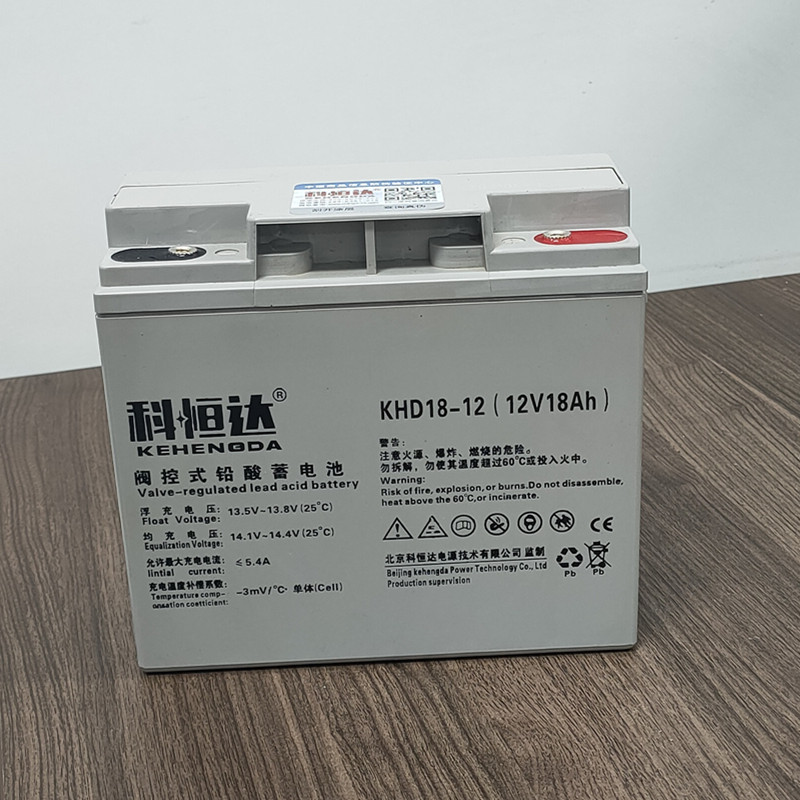 科恒达
科恒达®
KEHENGDA
阀控式铅酸蓄电池
Valve-regulated lead acid battery
浮充电压: 13.5V~13.8V(25℃)
Float Voltage:
均充电压: 14.1V~14.4V(25℃)
Equalization Voltage:
允许最大充电电流: ≤5.4A
lintial current:
充电温度补偿系数: -3mV/℃· 单体(Cell)
Temperature comp-
ensation coefficient:
KHD18-12(12V18Ah)
警告:
注意火源、爆炸、燃烧的危险。
勿拆解,勿使其温度超过60℃或投入火中。
Warning:
Risk of fire, explosion, or burns. Do not disassemble,
heat above the 60℃, or incinerate.
CE
北京科恒达电源技术有限公司 监制
Beijing kehengda Power Technology Co., Ltd
Production supervision
Pb Pb